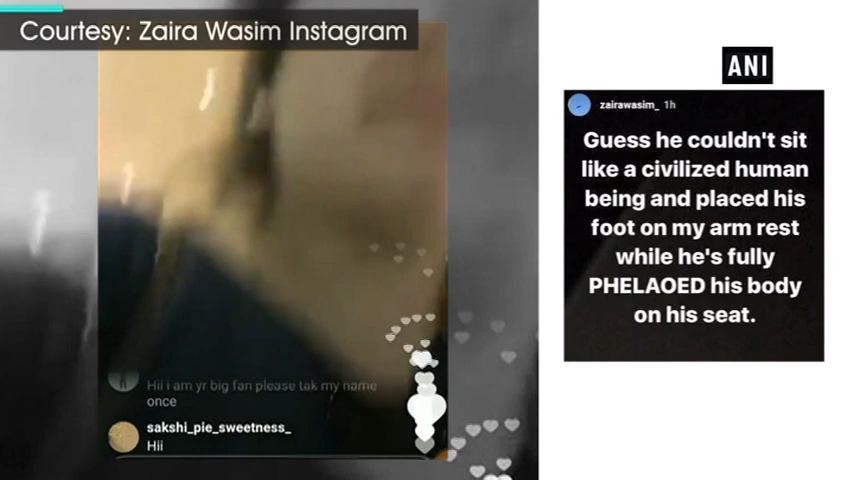 Courtesy: Zaira Wasim Instagram
ANI
zairawasim_ 1h
Guess he couldn't sit
like a civilized human
being and placed his
foot on my arm rest
while he's fully
PHELAOED his body
on his seat.
Hii i am yr big fan please tak my name
once
sakshi_pie_sweetness_
Hii